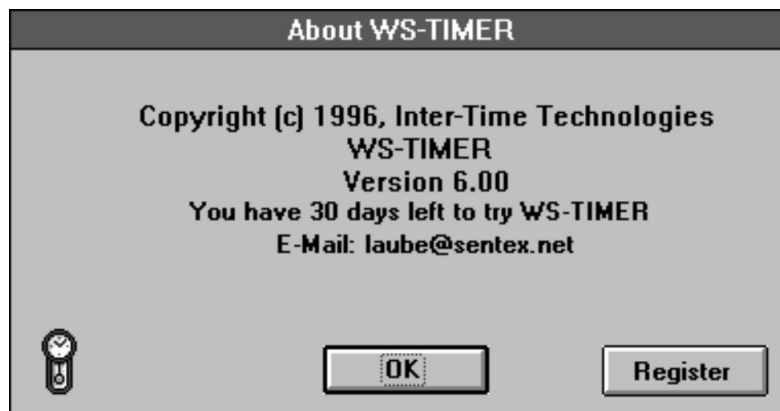 About WS-TIMER
Copyright (c) 1996, Inter-Time Technologies
WS-TIMER
Version 6.00
You have 30 days left to try WS-TIMER
E-Mail: laube@sentex.net
OK
Register